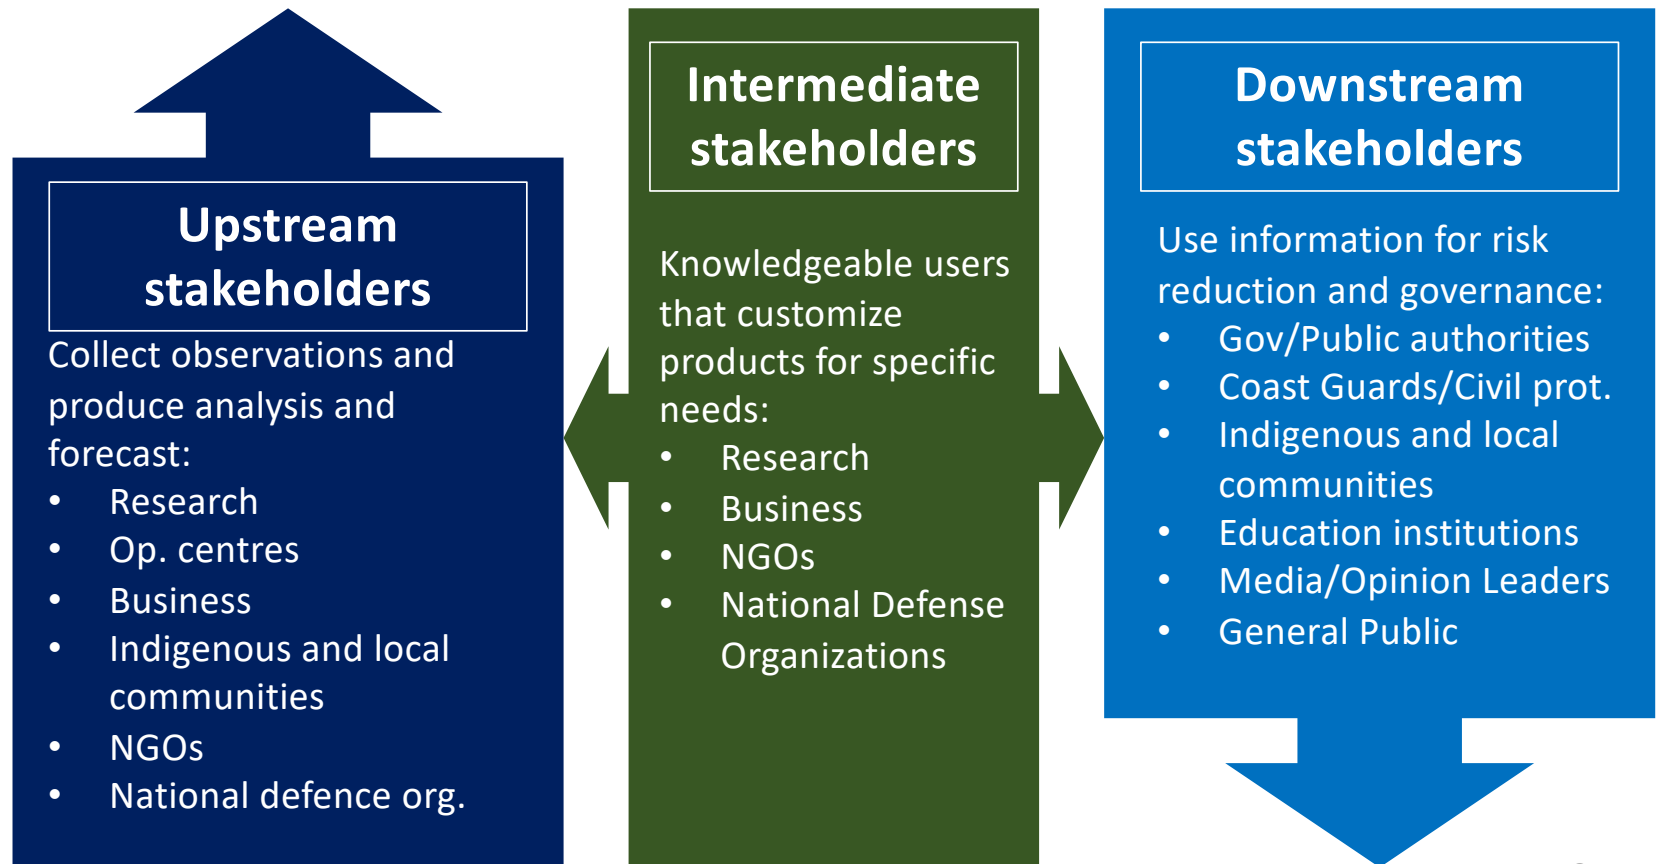 Upstream
stakeholders
Collect observations and
produce analysis and
forecast:
• Research
• Op. centres
• Business
• Indigenous and local
communities
• NGOs
• National defence org.
Intermediate
stakeholders
Knowledgeable users
that customize
products for specific
needs:
• Research
• Business
• NGOs
• National Defense
Organizations
Downstream
stakeholders
Use information for risk
reduction and governance:
• Gov/Public authorities
• Coast Guards/Civil prot.
• Indigenous and local
communities
• Education institutions
• Media/Opinion Leaders
• General Public